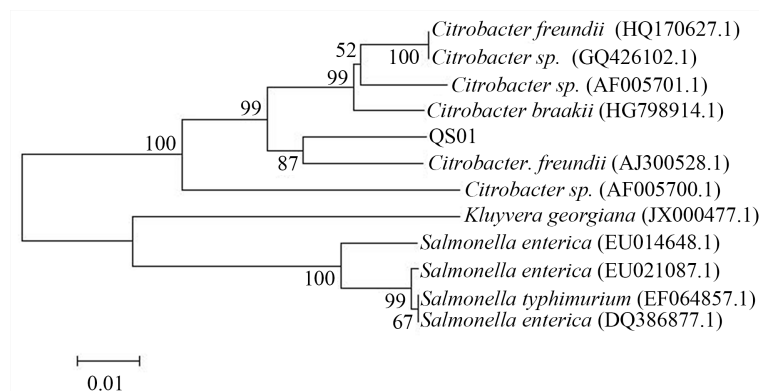 Citrobacter freundii (HQ170627.1)
52
100 Citrobacter sp. (GQ426102.1)
99
Citrobacter sp. (AF005701.1)
99 Citrobacter braakii (HG798914.1)
QS01
100
87 Citrobacter. freundii (AJ300528.1)
Citrobacter sp. (AF005700.1)
Kluyvera georgiana (JX000477.1)
Salmonella enterica (EU014648.1)
100 Salmonella enterica (EU021087.1)
99 Salmonella typhimurium (EF064857.1)
67 Salmonella enterica (DQ386877.1)
0.01